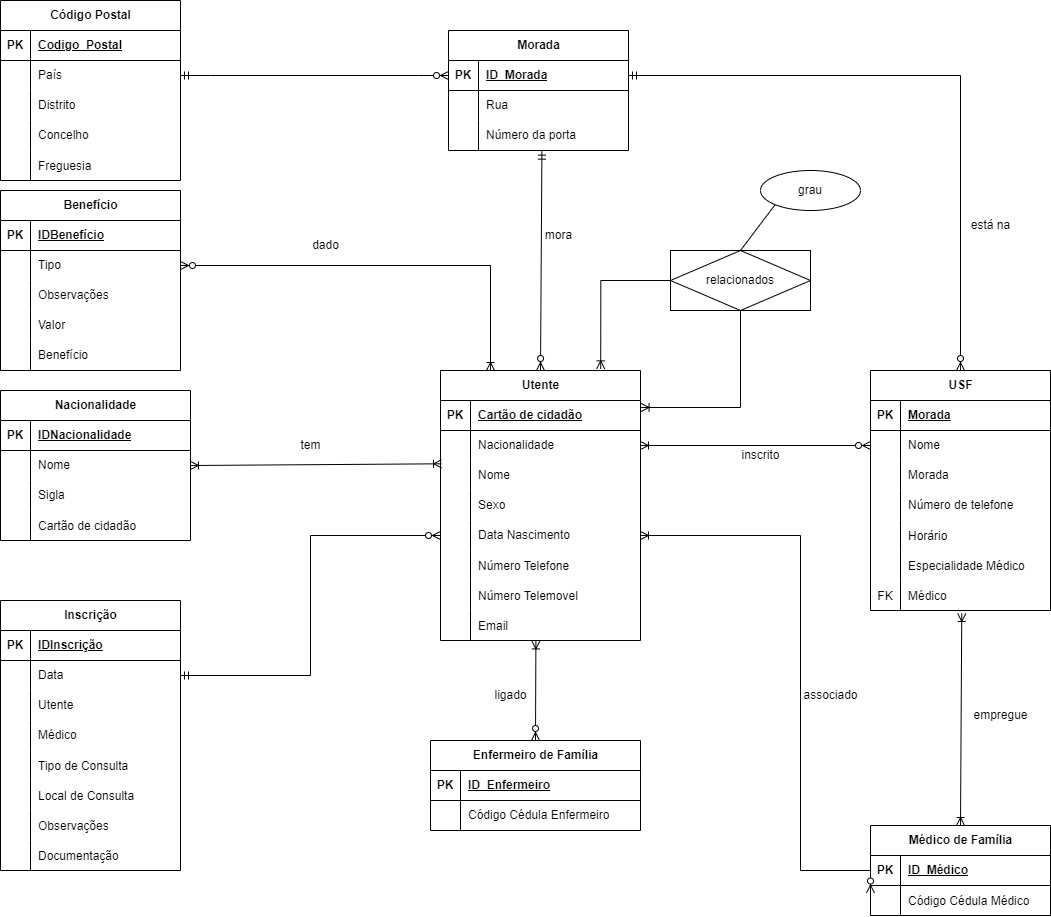 Código Postal
PK Codigo_Postal
País
Distrito
Concelho
Freguesia
Morada
PK ID_Morada
Rua
Número da porta
Benefício
PK IDBenefício
Tipo
Observações
Valor
Benefício
dado
mora
grau
relacionados
está na
Nacionalidade
PK IDNacionalidade
Nome
Sigla
Cartão de cidadão
tem
Utente
PK Cartão de cidadão
Nacionalidade
Nome
Sexo
Data Nascimento
Número Telefone
Número Telemovel
Email
inscrito
USF
PK Morada
Nome
Morada
Número de telefone
Horário
Especialidade Médico
FK Médico
Inscrição
PK IDInscrição
Data
Utente
Médico
Tipo de Consulta
Local de Consulta
Observações
Documentação
ligado
associado
empregue
Enfermeiro de Família
PK ID_Enfermeiro
Código Cédula Enfermeiro
Médico de Família
PK ID_Médico
Código Cédula Médico